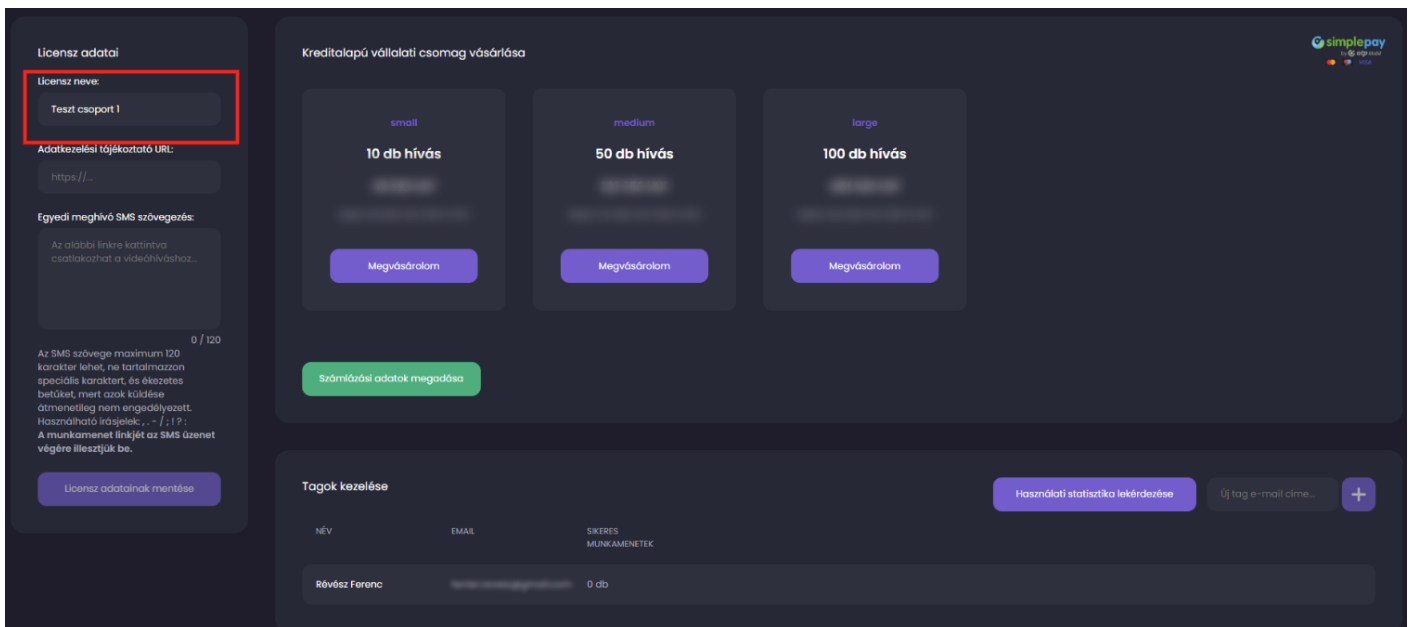 Licensz adatai
Licensz neve:
Teszt csoport 1
Adatkezelési tájékoztató URL:
https://...
Egyedi meghívó SMS szövegezés:
Az alábbi linkre kattintva
csatlakozhat a videóhíváshoz...
0 / 120
Az SMS szövege maximum 120
karakter lehet, ne tartalmazzon
speciális karaktert, és ékezetes
betűket, mert azok küldése
átmenetileg nem engedélyezett.
Használható írásjelek: , . - / ; ! ? :
A munkamenet linkjét az SMS üzenet
végére illesztjük be.
Licensz adatainak mentése
Kreditalapú vállalati csomag vásárlása
simplepay
by otp mobil
VISA
small
10 db hívás
Megvásárolom
medium
50 db hívás
Megvásárolom
large
100 db hívás
Megvásárolom
Számlázási adatok megadása
Tagok kezelése
Használati statisztika lekérdezése
Új tag e-mail címe...
+
NÉV EMAIL SIKERES
MUNKAMENETEK
Révész Ferenc 0 db